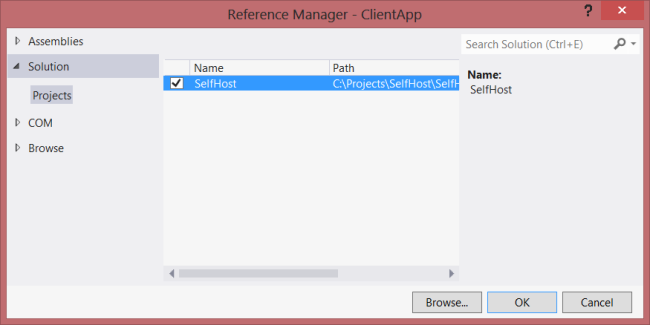 Reference Manager - ClientApp
? ×
Assemblies
Solution
Projects
COM
Browse
Name Path
SelfHost C:\Projects\SelfHost\SelfH
Search Solution (Ctrl+E)
Name:
SelfHost
Browse... OK Cancel